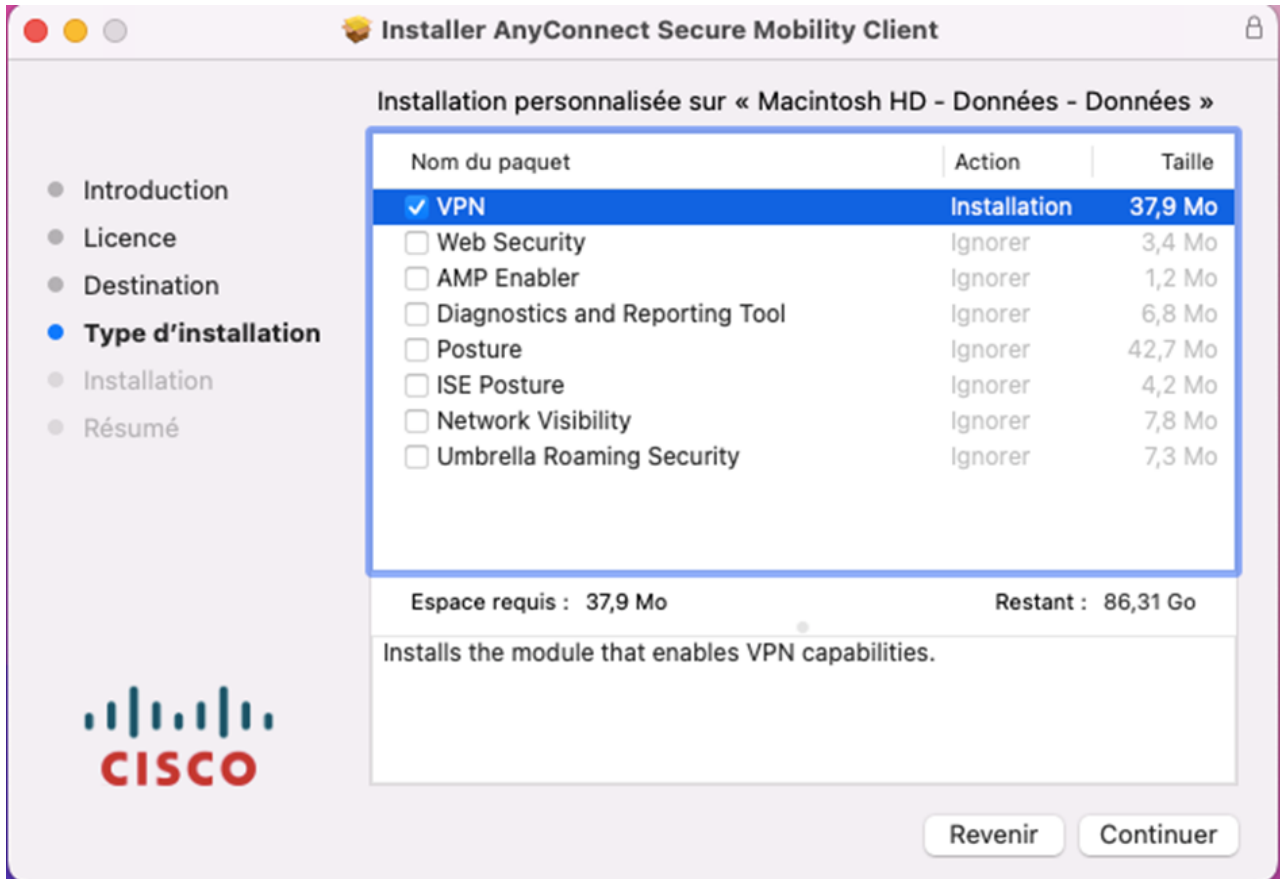 Installer AnyConnect Secure Mobility Client
Installation personnalisée sur « Macintosh HD - Données - Données »
Introduction
Licence
Destination
Type d’installation
Installation
Résumé
Nom du paquet Action Taille
VPN Installation 37,9 Mo
Web Security Ignorer 3,4 Mo
AMP Enabler Ignorer 1,2 Mo
Diagnostics and Reporting Tool Ignorer 6,8 Mo
Posture Ignorer 42,7 Mo
ISE Posture Ignorer 4,2 Mo
Network Visibility Ignorer 7,8 Mo
Umbrella Roaming Security Ignorer 7,3 Mo
Espace requis : 37,9 Mo Restant : 86,31 Go
Installs the module that enables VPN capabilities.
CISCO
Revenir Continuer